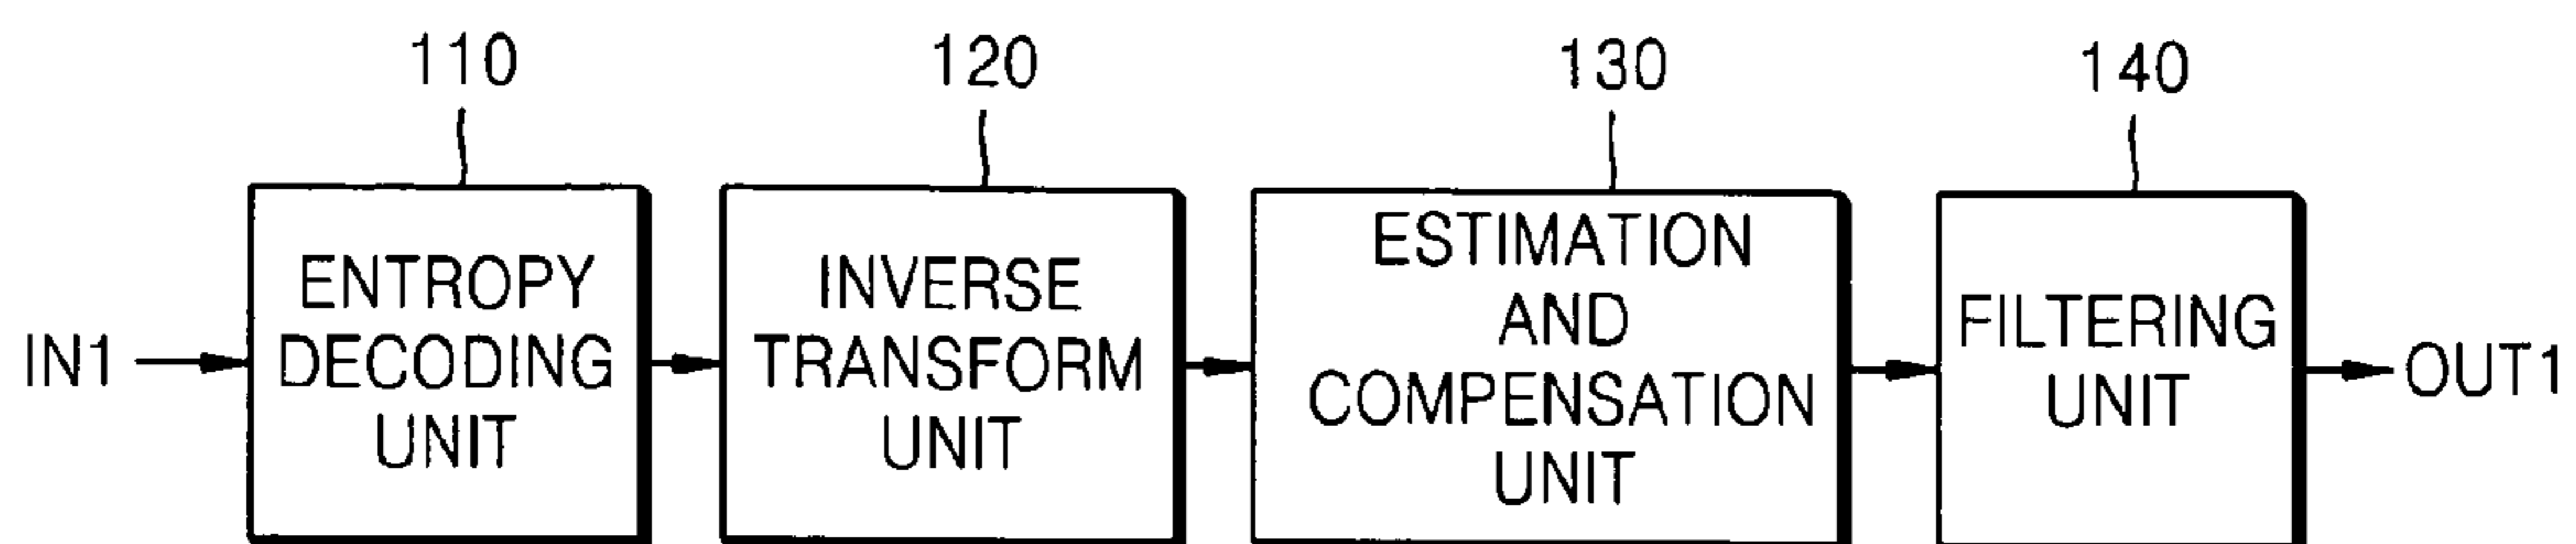 110
120
130
140
IN1
ENTROPY
DECODING
UNIT
INVERSE
TRANSFORM
UNIT
ESTIMATION
AND
COMPENSATION
UNIT
FILTERING
UNIT
OUT1